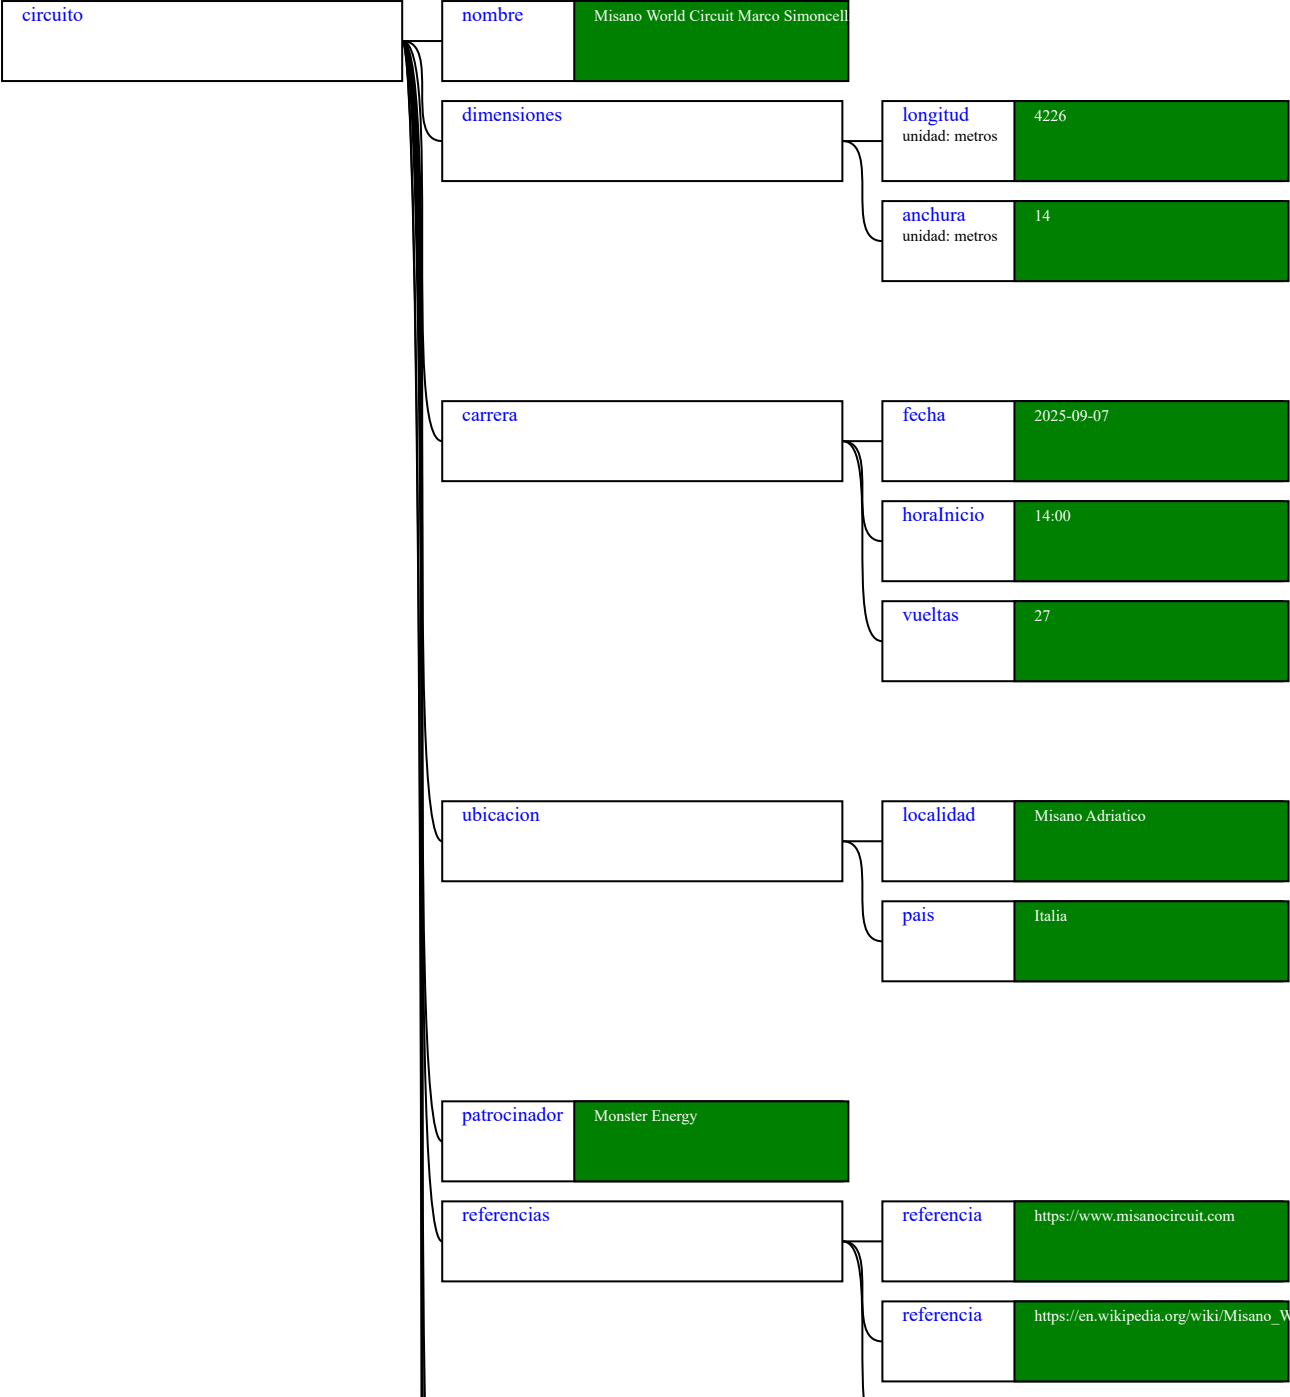 circuito
nombre
Misano World Circuit Marco Simoncell
dimensiones
longitud
unidad: metros
4226
anchura
unidad: metros
14
carrera
fecha
2025-09-07
horaInicio
14:00
vueltas
27
ubicacion
localidad
Misano Adriatico
pais
Italia
patrocinador
Monster Energy
referencias
referencia
https://www.misanocircuit.com
referencia
https://en.wikipedia.org/wiki/Misano_W